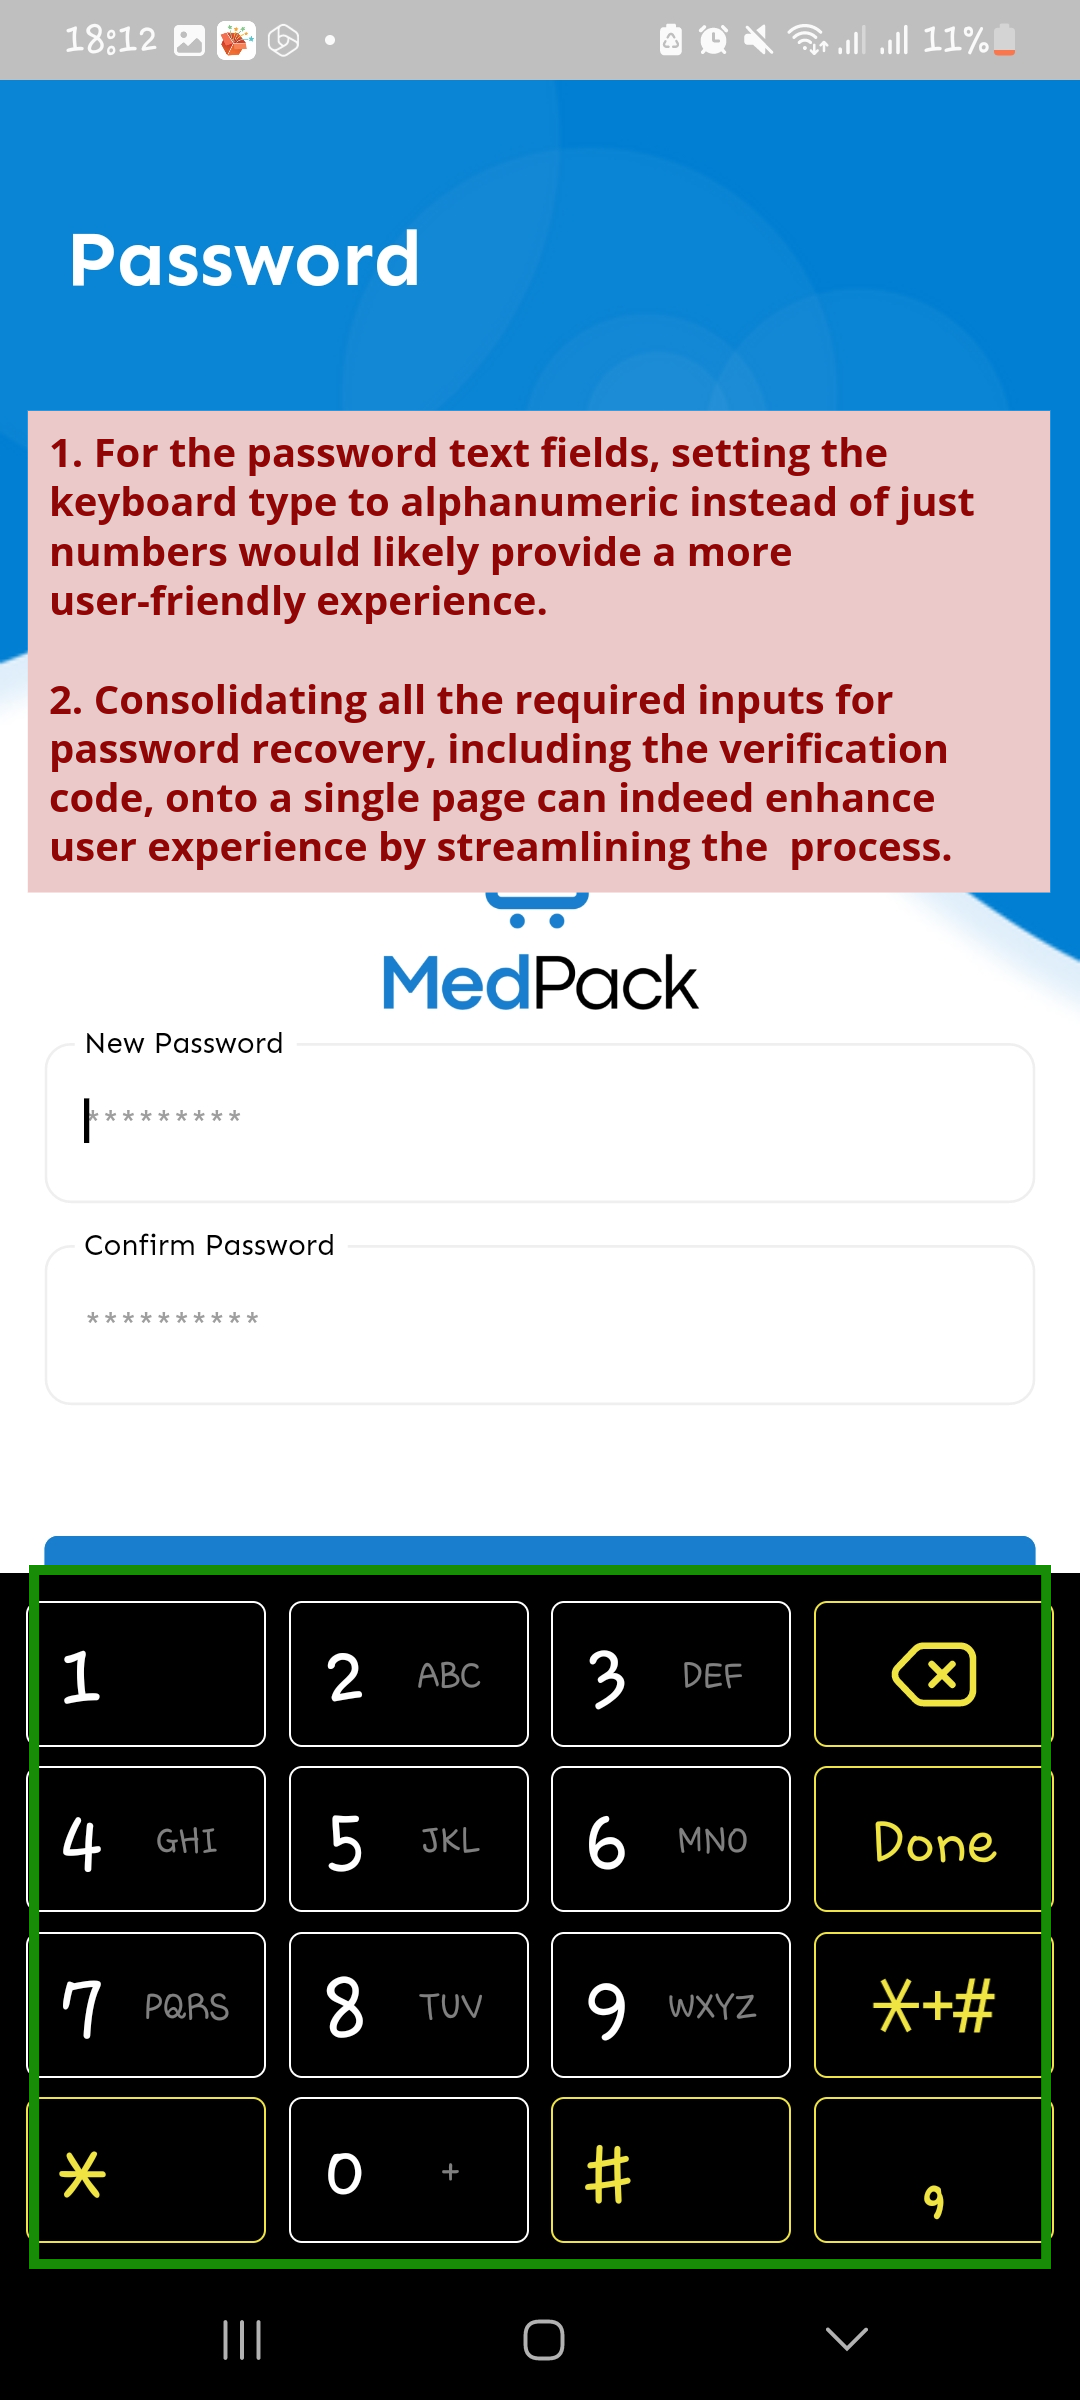 18:12
11%
Password
1. For the password text fields, setting the
keyboard type to alphanumeric instead of just
numbers would likely provide a more
user-friendly experience.
2. Consolidating all the required inputs for
password recovery, including the verification
code, onto a single page can indeed enhance
user experience by streamlining the process.
MedPack
New Password
*********
Confirm Password
**********
1 2 ABC 3 DEF
4 GHI 5 JKL 6 MNO Done
7 PQRS 8 TUV 9 WXYZ *+#
* 0 + # ,